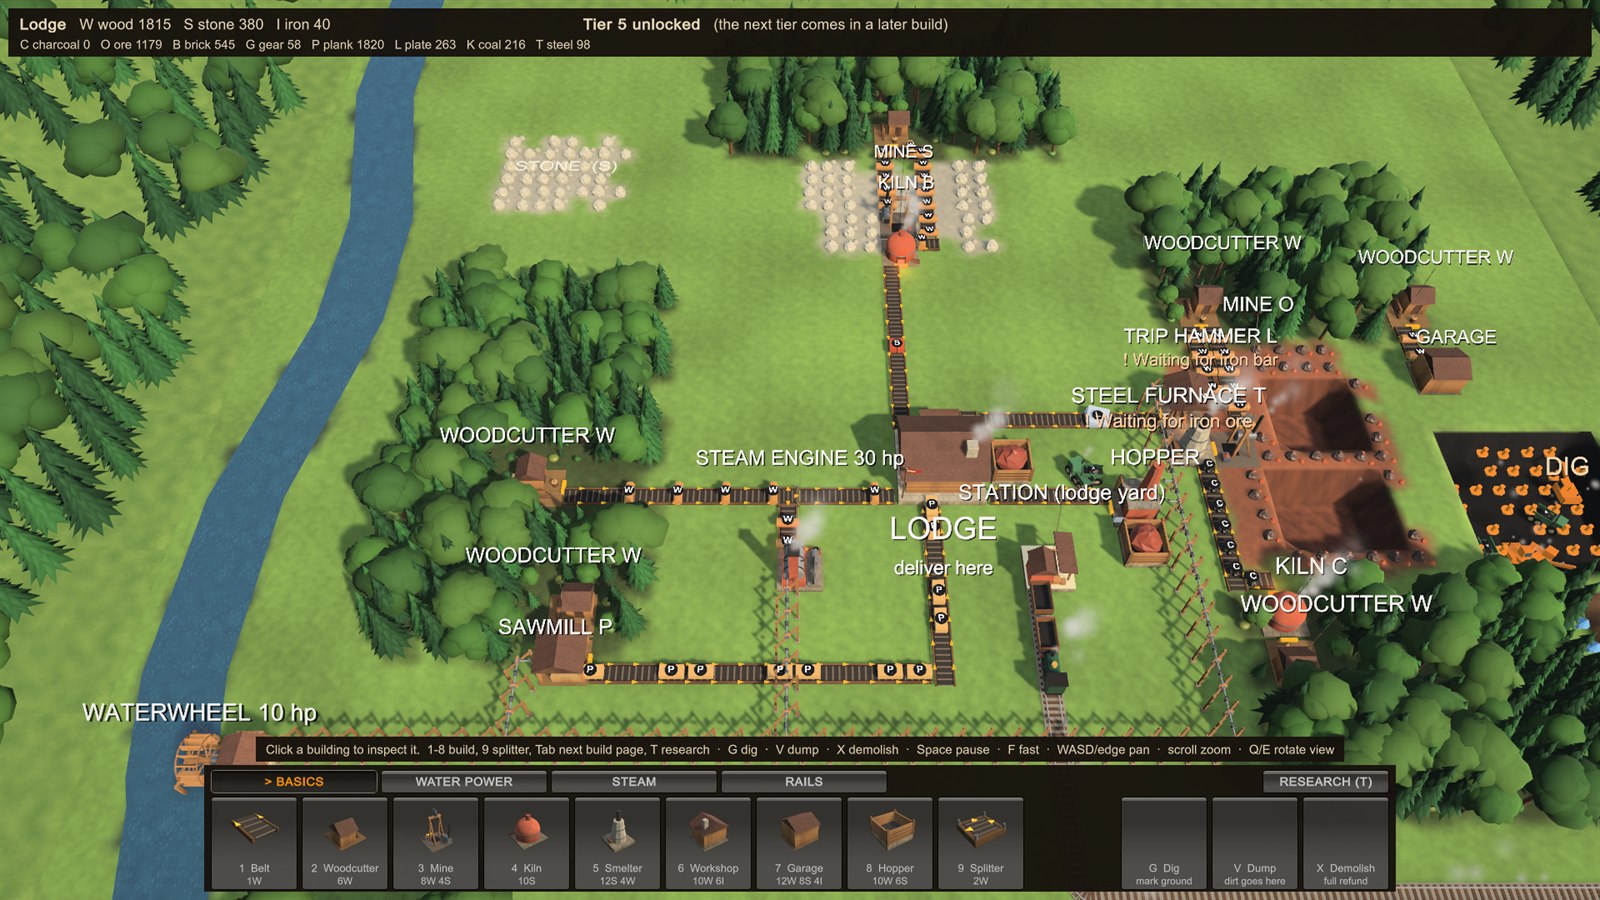 Lodge W wood 1815 S stone 380 I iron 40
Tier 5 unlocked (the next tier comes in a later build)
C charcoal 0 O ore 1179 B brick 545 G gear 58 P plank 1820 L plate 263 K coal 216 T steel 98
STONE (S)
MINE S
KILN B
WOODCUTTER W
WOODCUTTER W
MINE O
TRIP HAMMER L
! Waiting for iron bar
GARAGE
STEEL FURNACE T
! Waiting for iron ore
WOODCUTTER W
STEAM ENGINE 30 hp
HOPPER
DIG
STATION (lodge yard)
LODGE
deliver here
WOODCUTTER W
KILN C
WOODCUTTER W
SAWMILL P
WATERWHEEL 10 hp
Click a building to inspect it. 1-8 build, 9 splitter, Tab next build page, T research · G dig · V dump · X demolish · Space pause · F fast · WASD/edge pan · scroll zoom · Q/E rotate view
> BASICS
WATER POWER
STEAM
RAILS
RESEARCH (T)
1 Belt
1W
2 Woodcutter
6W
3 Mine
8W 4S
4 Kiln
10S
5 Smelter
12S 4W
6 Workshop
10W 6I
7 Garage
12W 8S 4I
8 Hopper
10W 6S
9 Splitter
2W
G Dig
mark ground
V Dump
dirt goes here
X Demolish
full refund